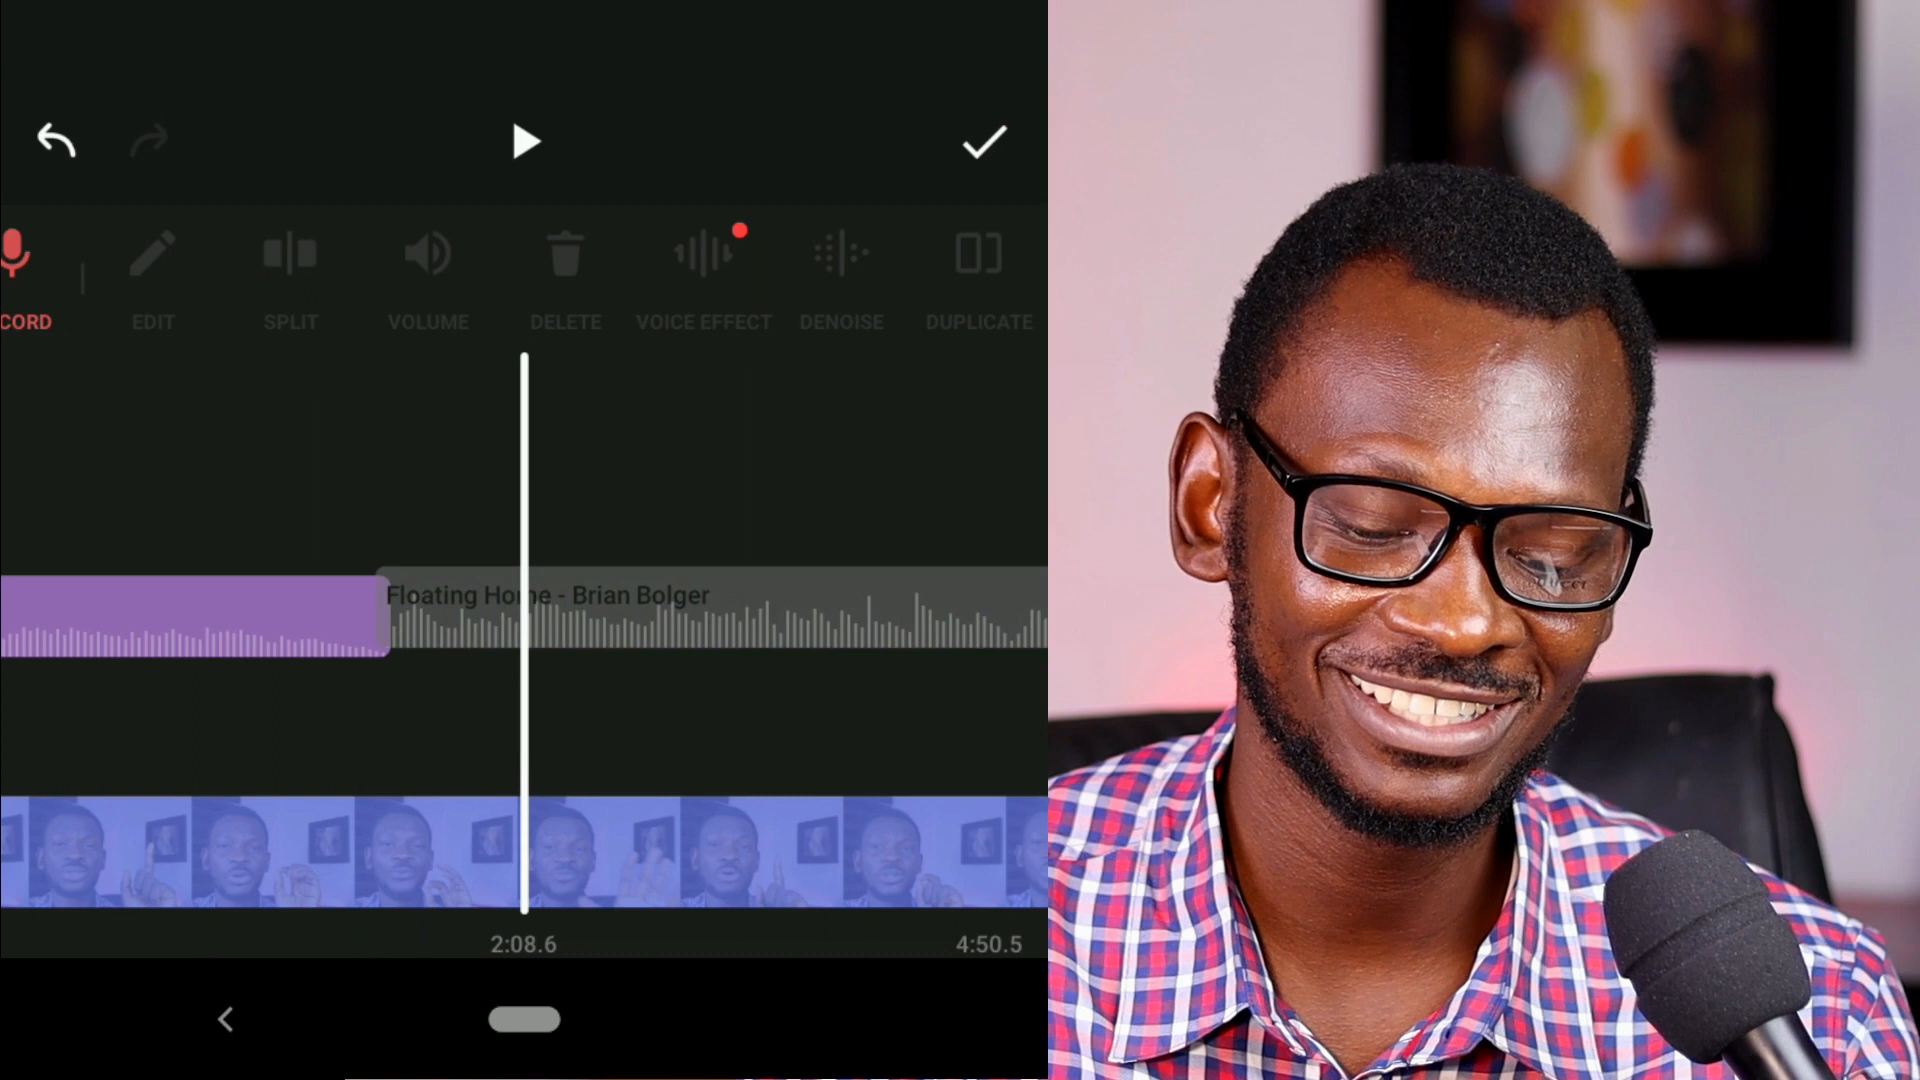 CORD
EDIT
SPLIT
VOLUME
DELETE
VOICE EFFECT
DENOISE
DUPLICATE
Floating Home - Brian Bolger
2:08.6
4:50.5